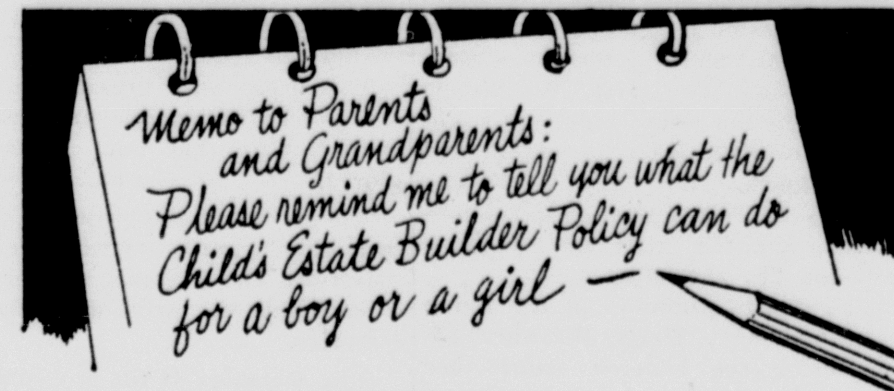 Memo to Parents
and Grandparents:
Please remind me to tell you what the
Child's Estate Builder Policy can do
for a boy or a girl —